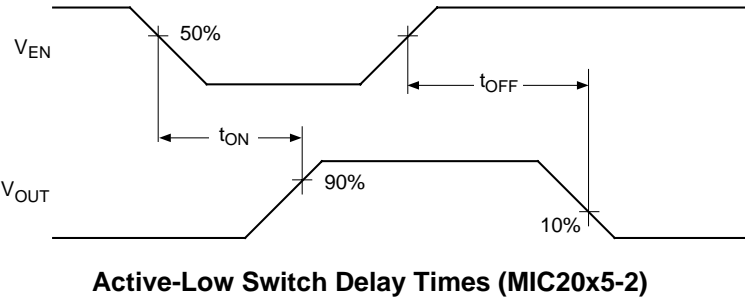 V_EN
50%
t_OFF
t_ON
V_OUT
90%
10%
Active-Low Switch Delay Times (MIC20x5-2)